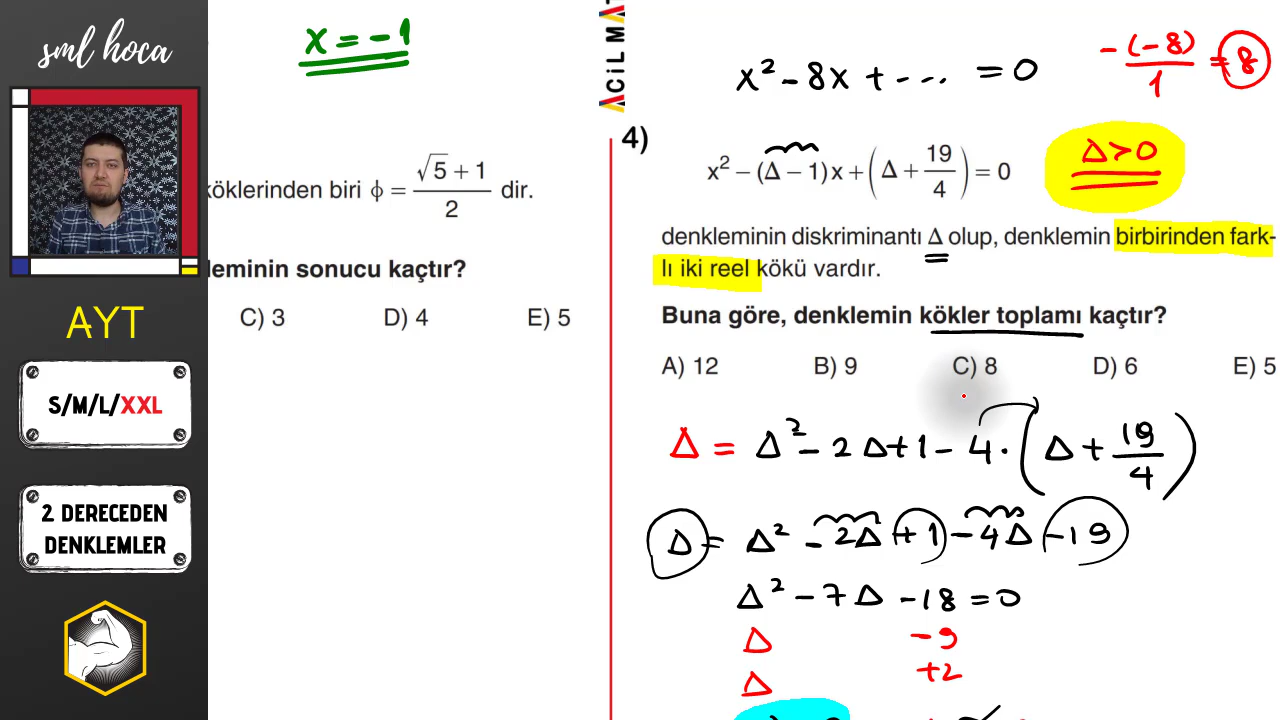 sml hoca
AYT
S/M/L/XXL
2. DERECEDEN
DENKLEMLER
x = -1
köklerinden biri ϕ = (√5 + 1)/2 dir.
leminin sonucu kaçtır?
C) 3 D) 4 E) 5
ACİL MAT
x² - 8x + ... = 0
-(-8)/1 = 8
4)
x² - (Δ - 1)x + (Δ + 19/4) = 0
Δ > 0
denkleminin diskriminantı Δ olup, denklemin birbirinden fark-
lı iki reel kökü vardır.
Buna göre, denklemin kökler toplamı kaçtır?
A) 12 B) 9 C) 8 D) 6 E) 5
Δ = Δ² - 2Δ + 1 - 4 · (Δ + 19/4)
Δ = Δ² - 2Δ + 1 - 4Δ - 19
Δ² - 7Δ - 18 = 0
Δ -9
Δ +2